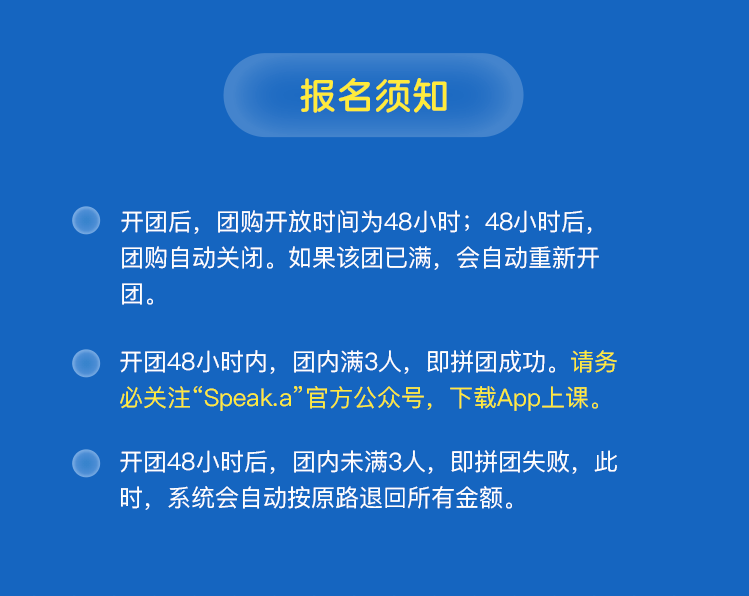 报名须知
开团后，团购开放时间为48小时；48小时后，
团购自动关闭。如果该团已满，会自动重新开
团。
开团48小时内，团内满3人，即拼团成功。请务
必关注“Speak.a”官方公众号，下载App上课。
开团48小时后，团内未满3人，即拼团失败，此
时，系统会自动按原路退回所有金额。